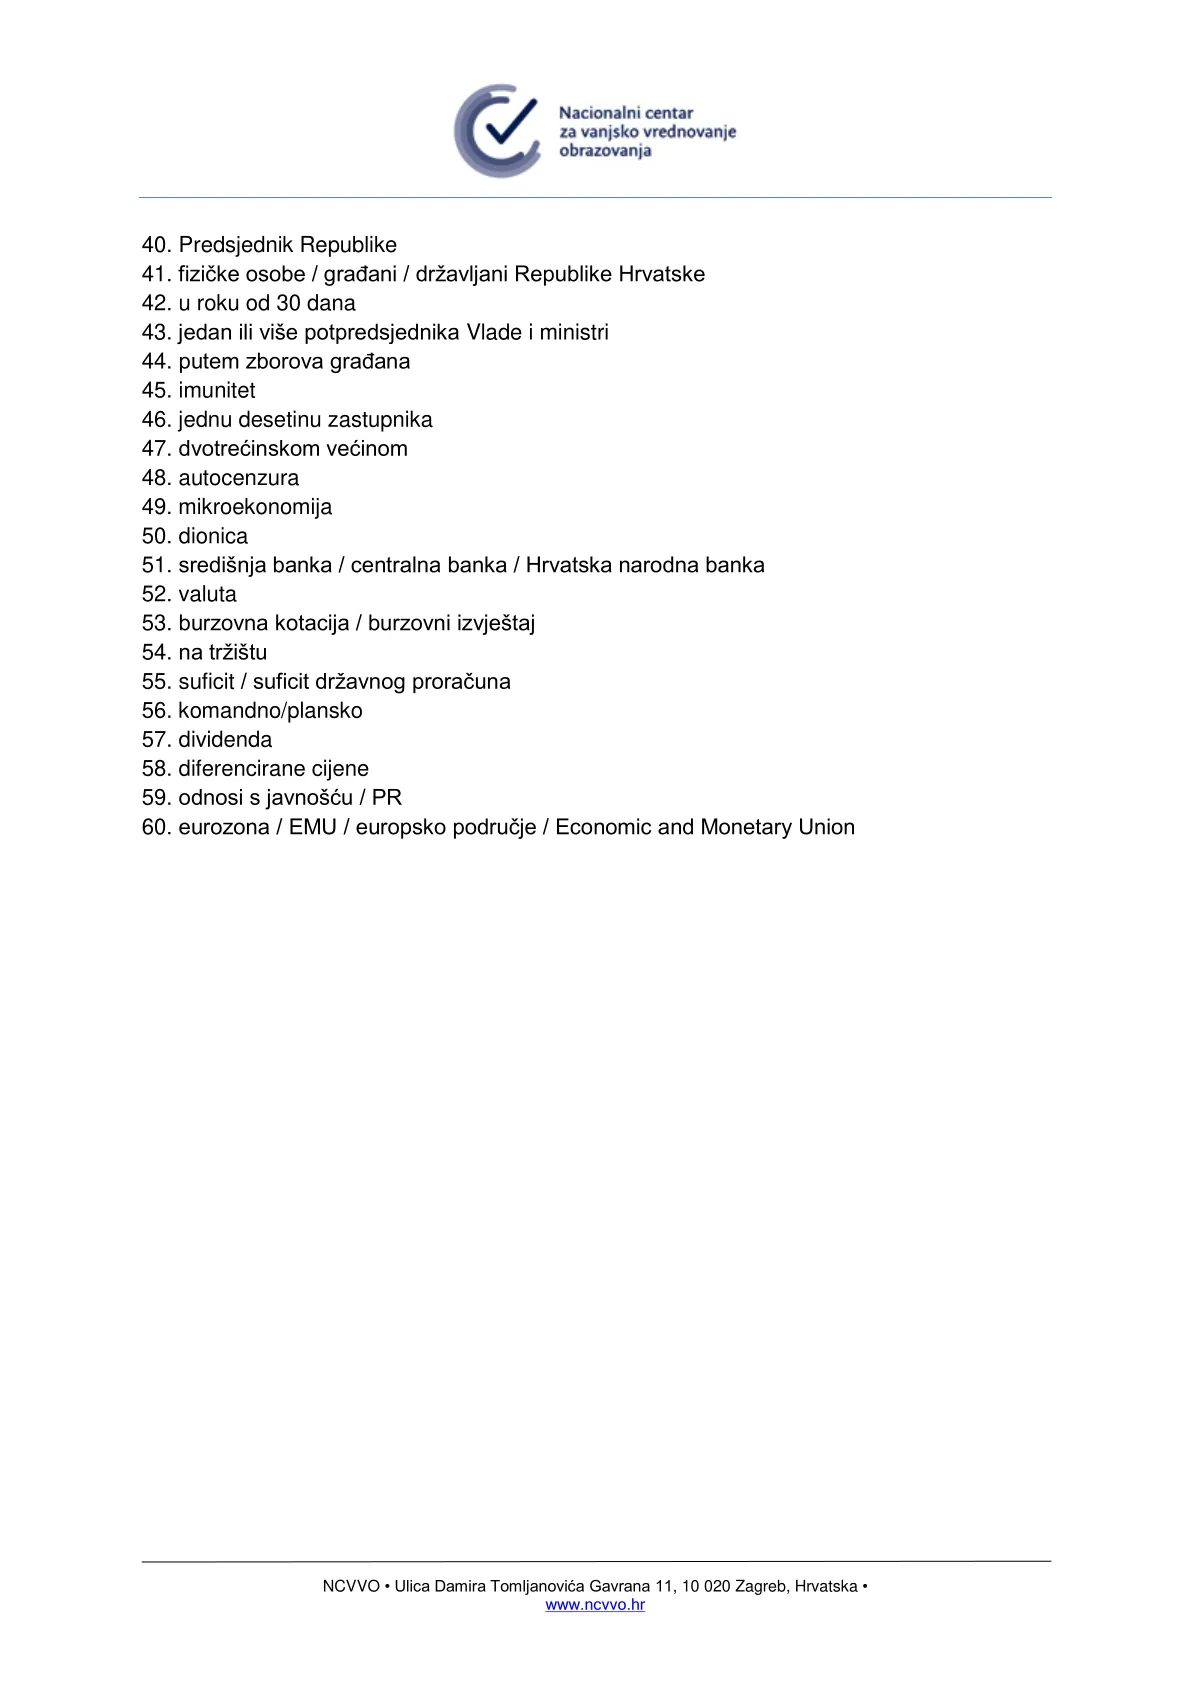 Nacionalni centar
za vanjsko vrednovanje
obrazovanja
40. Predsjednik Republike
41. fizičke osobe / građani / državljani Republike Hrvatske
42. u roku od 30 dana
43. jedan ili više potpredsjednika Vlade i ministri
44. putem zborova građana
45. imunitet
46. jednu desetinu zastupnika
47. dvotrećinskom većinom
48. autocenzura
49. mikroekonomija
50. dionica
51. središnja banka / centralna banka / Hrvatska narodna banka
52. valuta
53. burzovna kotacija / burzovni izvještaj
54. na tržištu
55. suficit / suficit državnog proračuna
56. komandno/plansko
57. dividenda
58. diferencirane cijene
59. odnosi s javnošću / PR
60. eurozona / EMU / europsko područje / Economic and Monetary Union
NCVVO • Ulica Damira Tomljanovića Gavrana 11, 10 020 Zagreb, Hrvatska •
www.ncvvo.hr